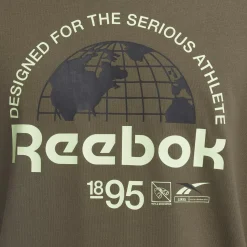 DESIGNED FOR THE SERIOUS ATHLETE
Reebok
1895